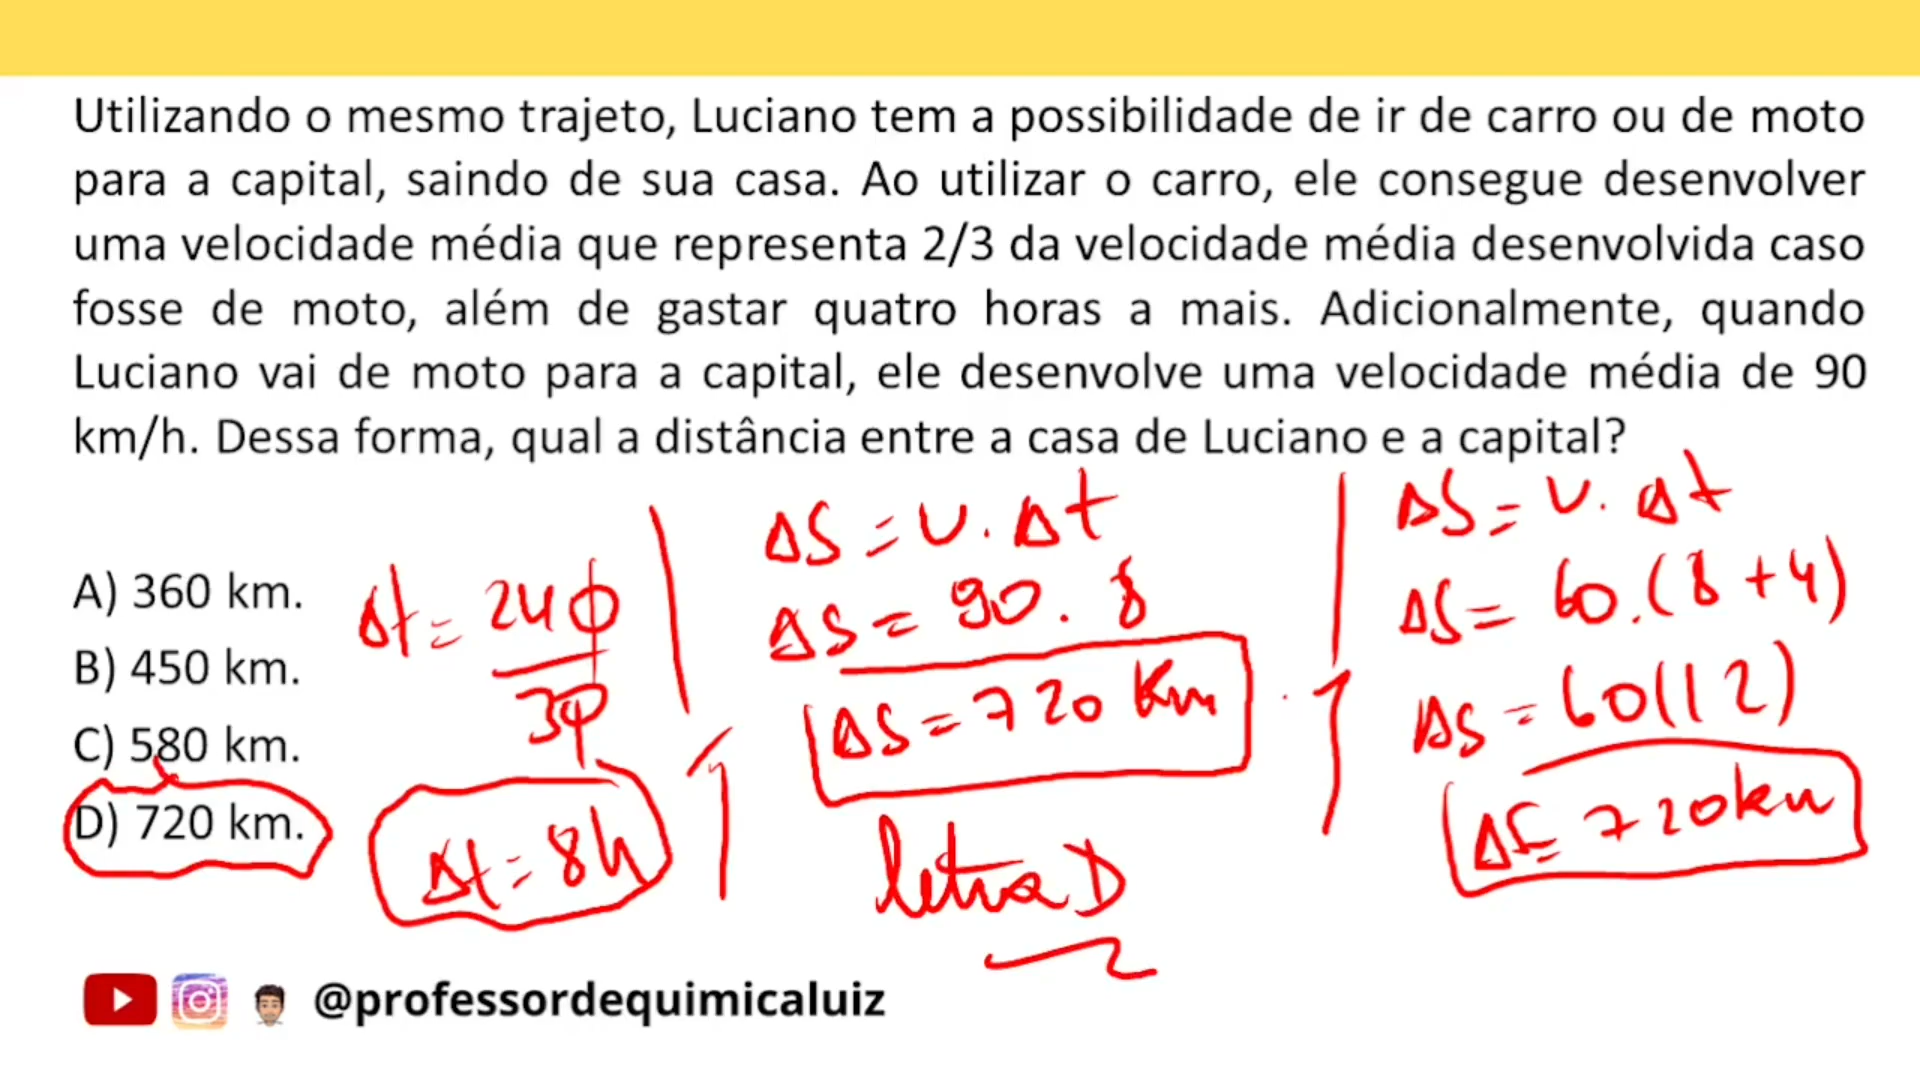 Utilizando o mesmo trajeto, Luciano tem a possibilidade de ir de carro ou de moto
para a capital, saindo de sua casa. Ao utilizar o carro, ele consegue desenvolver
uma velocidade média que representa 2/3 da velocidade média desenvolvida caso
fosse de moto, além de gastar quatro horas a mais. Adicionalmente, quando
Luciano vai de moto para a capital, ele desenvolve uma velocidade média de 90
km/h. Dessa forma, qual a distância entre a casa de Luciano e a capital?
A) 360 km.
B) 450 km.
C) 580 km.
D) 720 km.
Δt = 240
30
Δt = 8h
ΔS = V. Δt
ΔS = 90. 8
ΔS = 720 Km
letra D
ΔS = V. Δt
ΔS = 60.(8+4)
ΔS = 60(12)
ΔS = 720km
@professordequimicaluiz